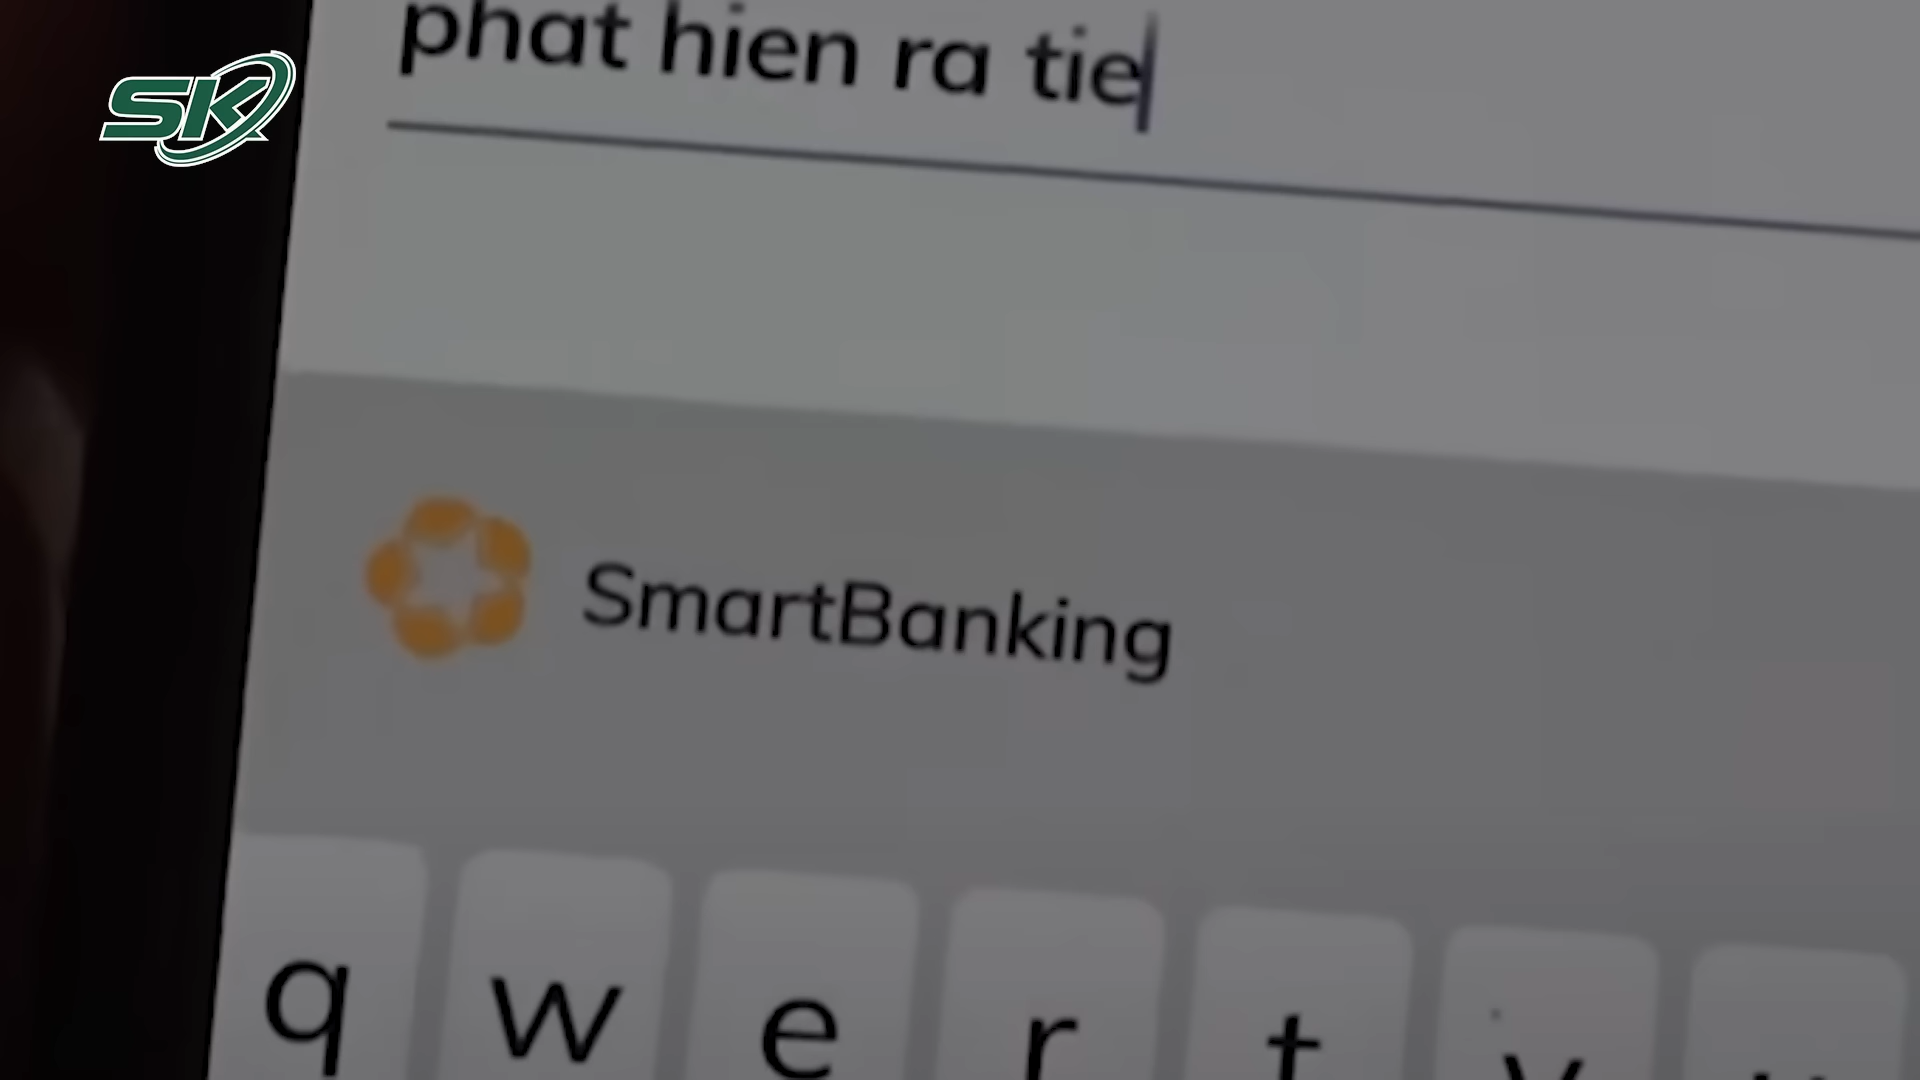 phat hien ra tie
SK
SmartBanking
q w e r t y